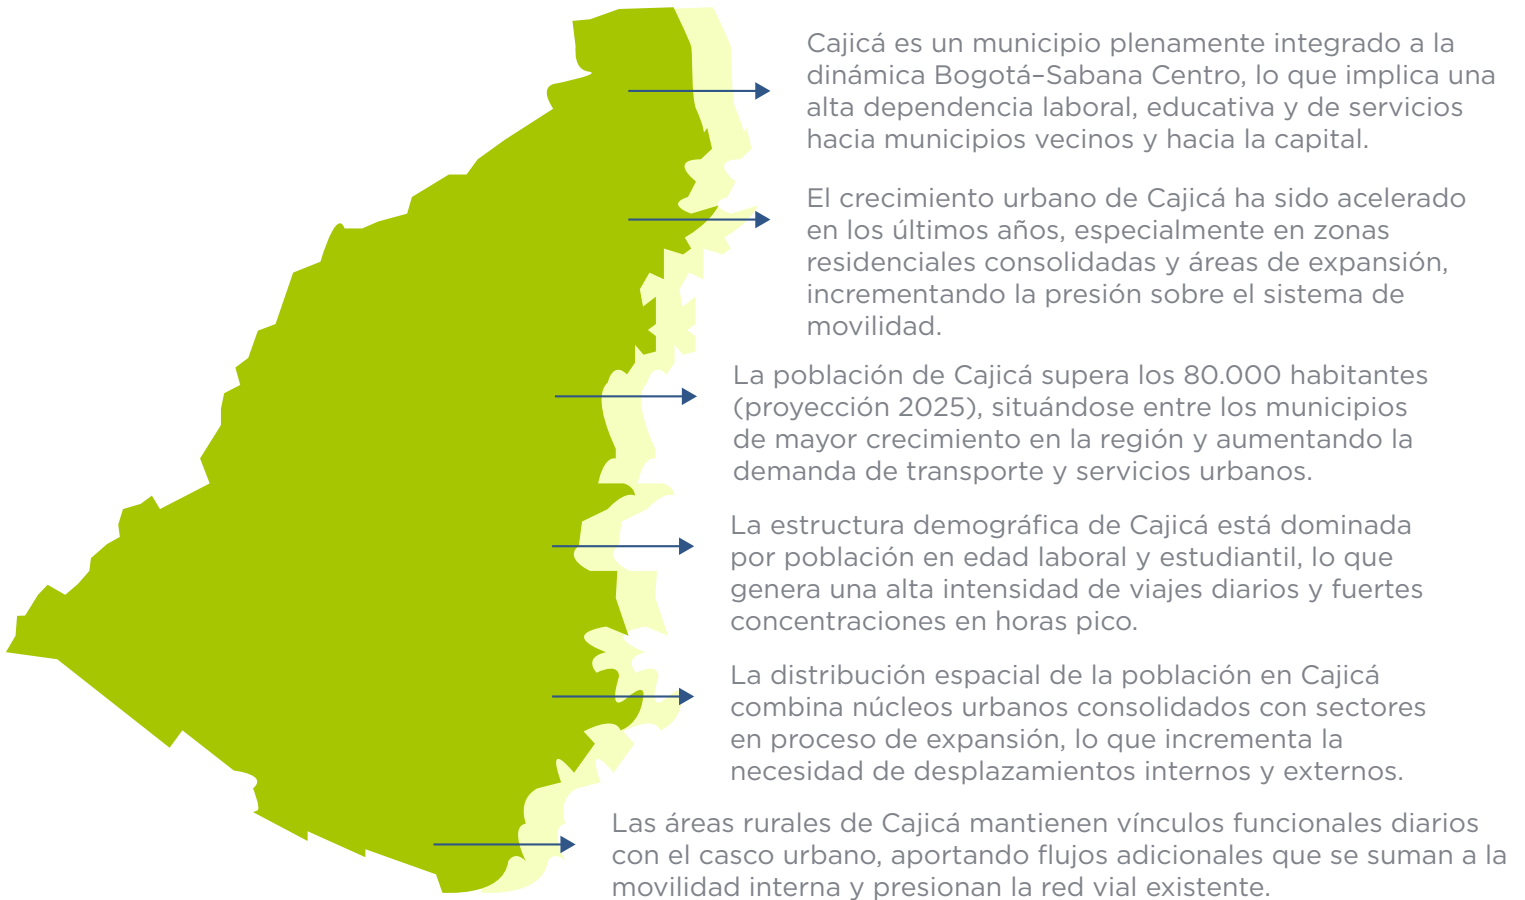 Cajicá es un municipio plenamente integrado a la
dinámica Bogotá–Sabana Centro, lo que implica una
alta dependencia laboral, educativa y de servicios
hacia municipios vecinos y hacia la capital.
El crecimiento urbano de Cajicá ha sido acelerado
en los últimos años, especialmente en zonas
residenciales consolidadas y áreas de expansión,
incrementando la presión sobre el sistema de
movilidad.
La población de Cajicá supera los 80.000 habitantes
(proyección 2025), situándose entre los municipios
de mayor crecimiento en la región y aumentando la
demanda de transporte y servicios urbanos.
La estructura demográfica de Cajicá está dominada
por población en edad laboral y estudiantil, lo que
genera una alta intensidad de viajes diarios y fuertes
concentraciones en horas pico.
La distribución espacial de la población en Cajicá
combina núcleos urbanos consolidados con sectores
en proceso de expansión, lo que incrementa la
necesidad de desplazamientos internos y externos.
Las áreas rurales de Cajicá mantienen vínculos funcionales diarios
con el casco urbano, aportando flujos adicionales que se suman a la
movilidad interna y presionan la red vial existente.